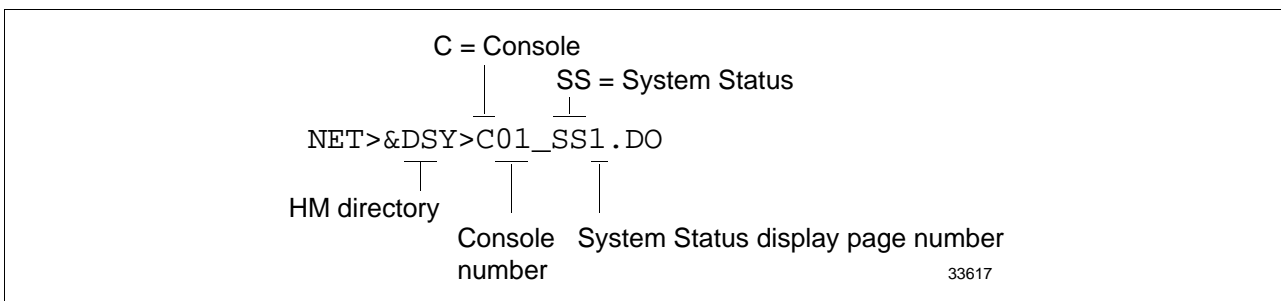 C = Console
SS = System Status
NET>&DSY>C01_SS1.DO
HM directory
Console
number
System Status display page number
33617